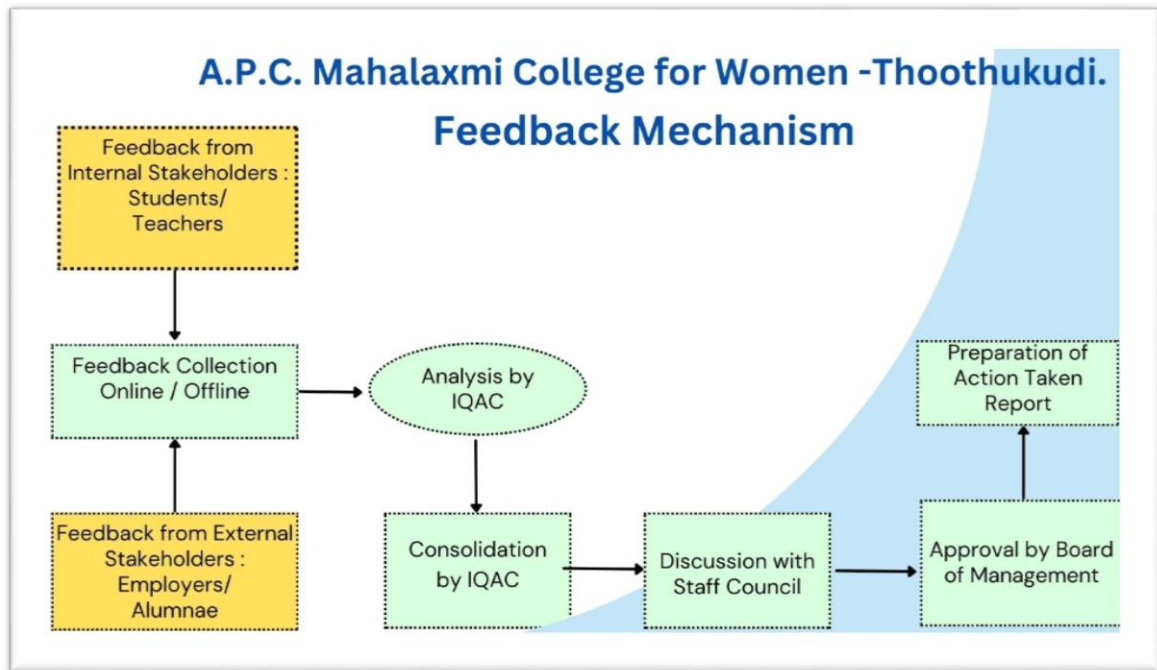 A.P.C. Mahalaxmi College for Women -Thoothukudi.
Feedback Mechanism
Feedback from
Internal Stakeholders :
Students/
Teachers
Feedback Collection
Online / Offline
Feedback from External
Stakeholders :
Employers/
Alumnae
Analysis by
IQAC
Consolidation
by IQAC
Discussion with
Staff Council
Approval by Board
of Management
Preparation of
Action Taken
Report